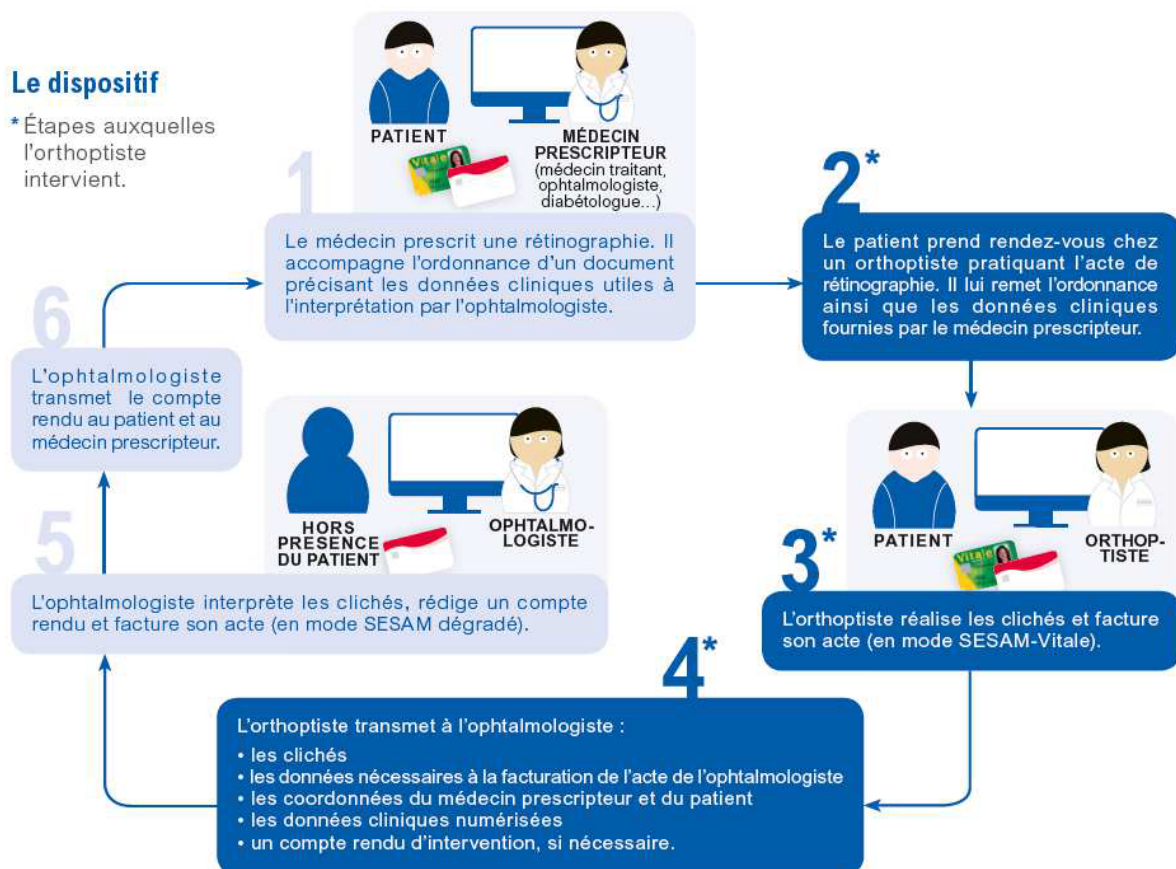 Le dispositif
* Étapes auxquelles
l'orthoptiste
intervient.
PATIENT
MÉDECIN
PRESCRIPTEUR
(médecin traitant,
ophtalmologiste,
diabétologue...)
Vitale
1
Le médecin prescrit une rétinographie. Il
accompagne l'ordonnance d'un document
précisant les données cliniques utiles à
l'interprétation par l'ophtalmologiste.
2*
Le patient prend rendez-vous chez
un orthoptiste pratiquant l'acte de
rétinographie. Il lui remet l'ordonnance
ainsi que les données cliniques
fournies par le médecin prescripteur.
PATIENT
ORTHOP-
TISTE
Vitale
3*
L'orthoptiste réalise les clichés et facture
son acte (en mode SESAM-Vitale).
4*
L'orthoptiste transmet à l'ophtalmologiste :
• les clichés
• les données nécessaires à la facturation de l'acte de l'ophtalmologiste
• les coordonnées du médecin prescripteur et du patient
• les données cliniques numérisées
• un compte rendu d'intervention, si nécessaire.
HORS
PRÉSENCE
DU PATIENT
OPHTALMO-
LOGISTE
5
L'ophtalmologiste interprète les clichés, rédige un compte
rendu et facture son acte (en mode SESAM dégradé).
6
L'ophtalmologiste
transmet le compte
rendu au patient et au
médecin prescripteur.